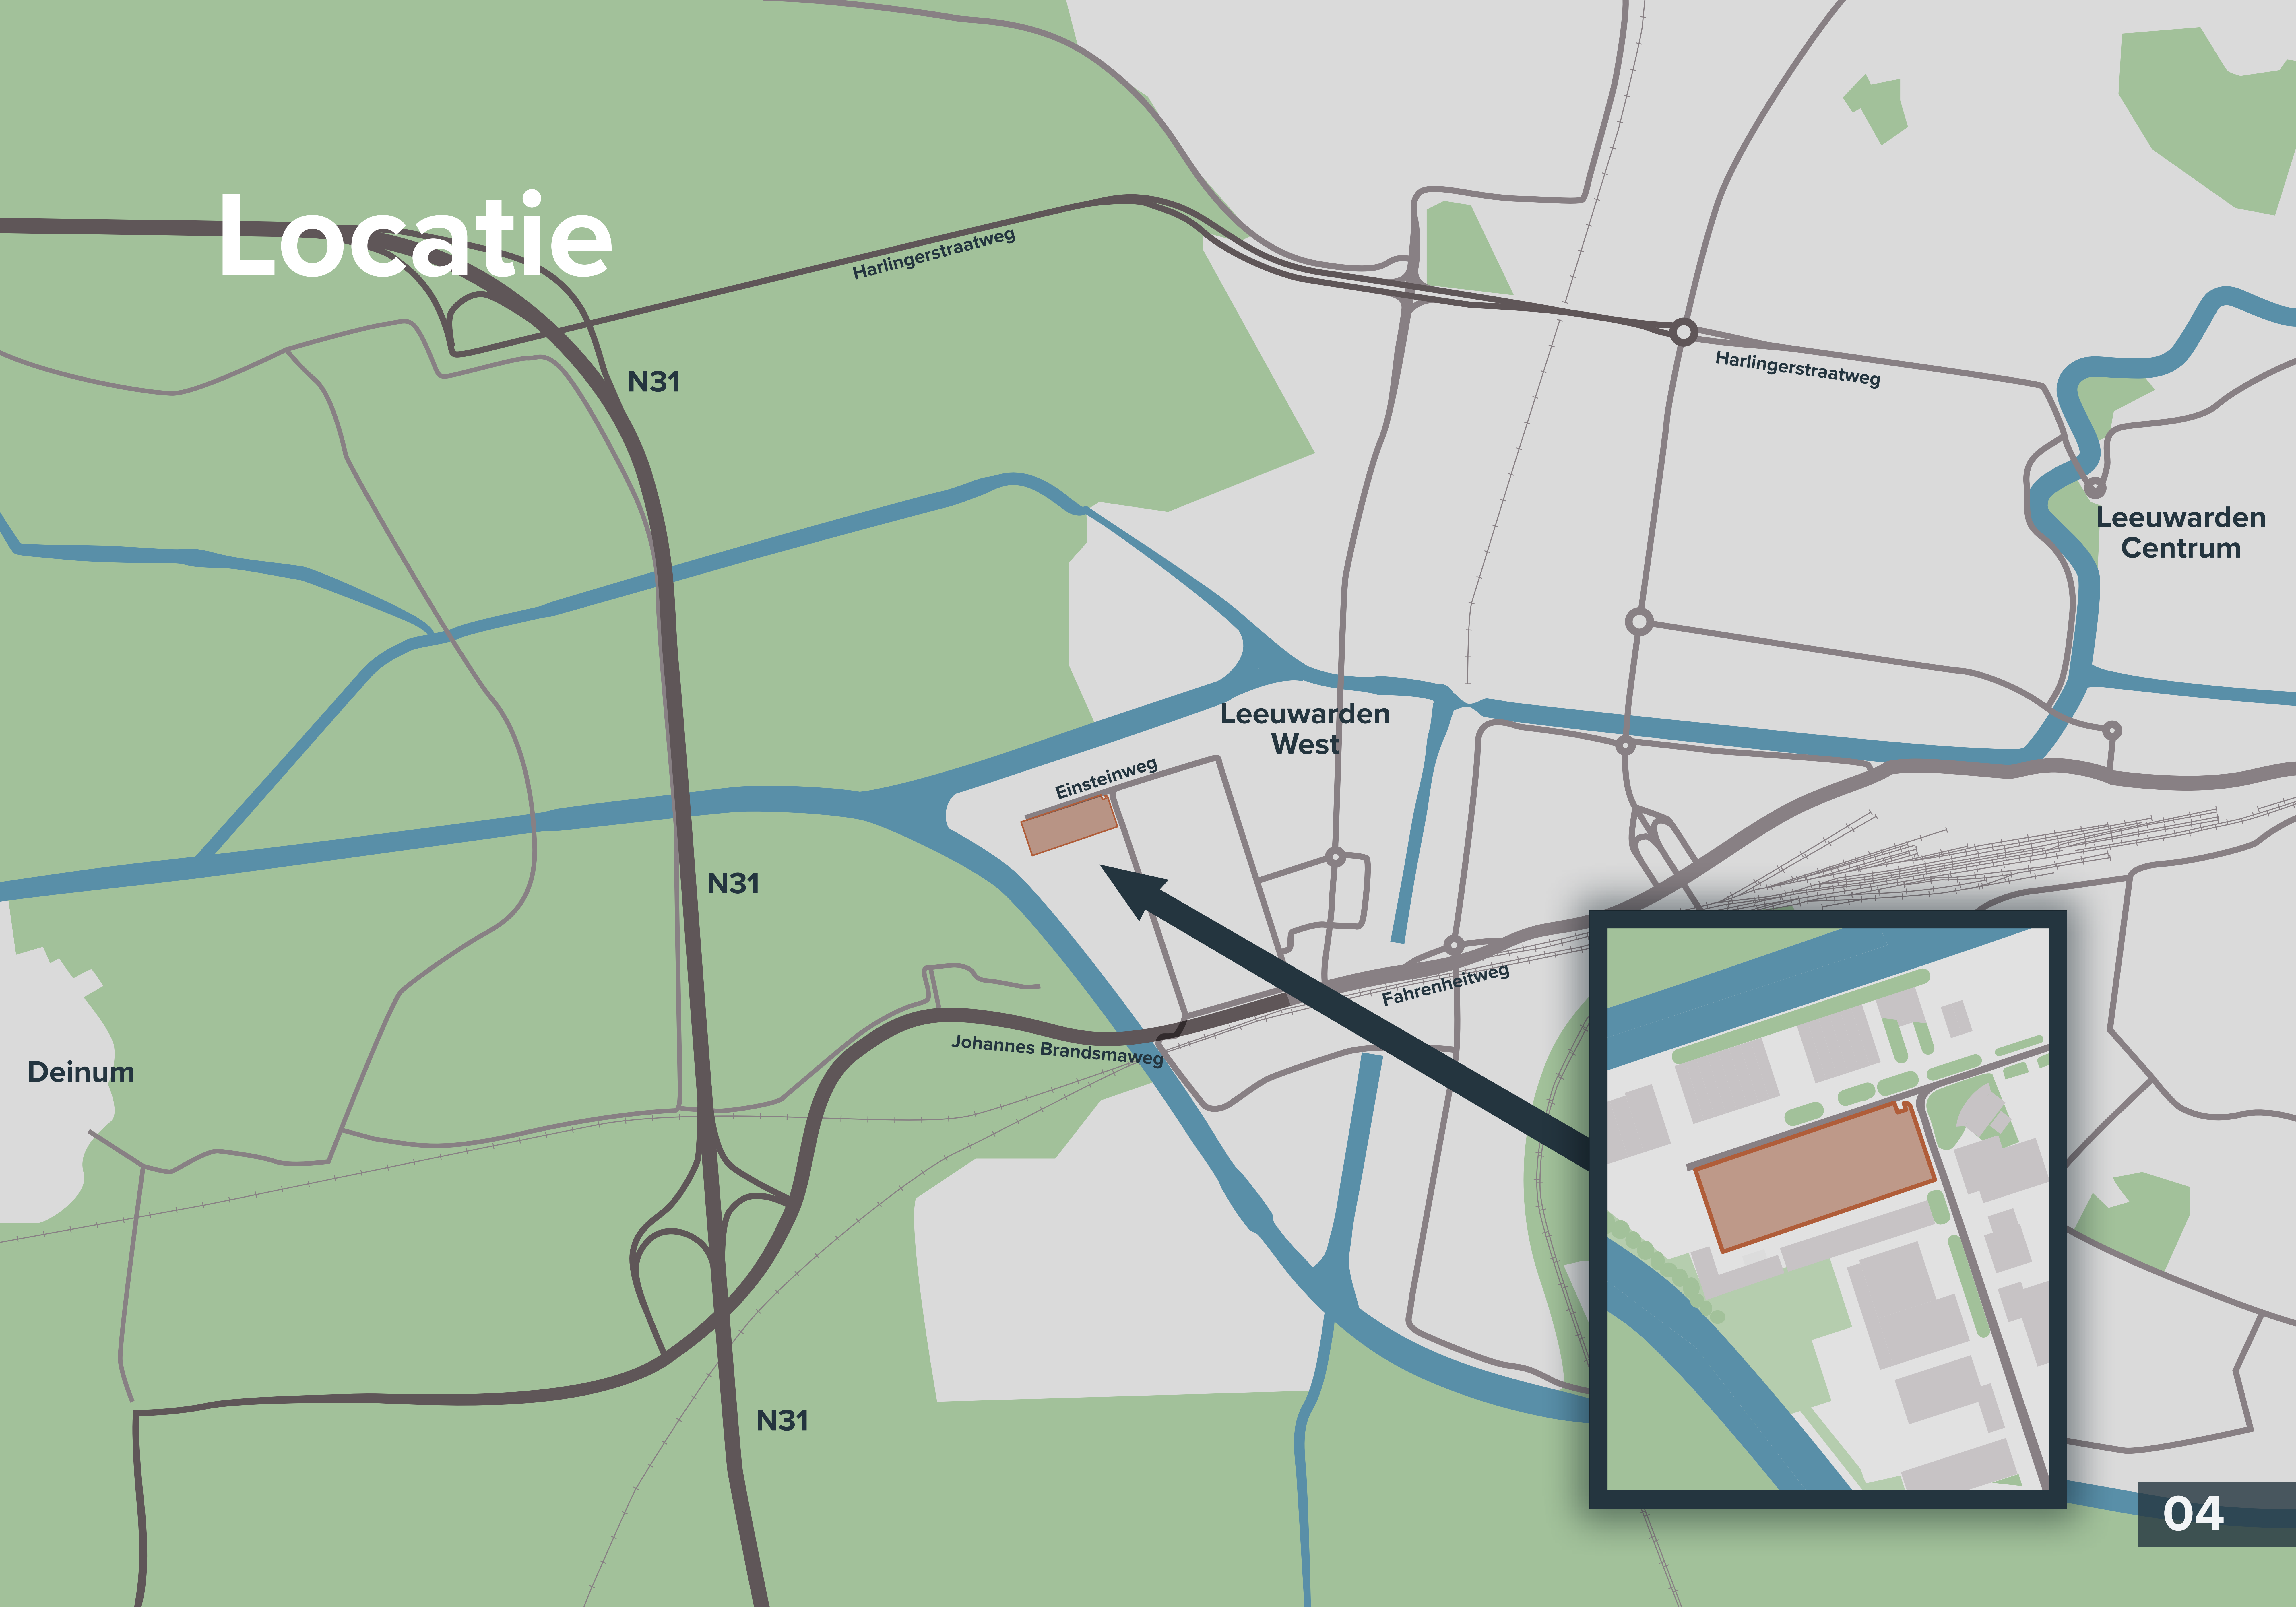 Locatie
Harlingerstraatweg
N31
Harlingerstraatweg
Leeuwarden
Centrum
Leeuwarden
West
Einsteinweg
N31
Fahrenheitweg
Johannes Brandsmaweg
Deinum
N31
04